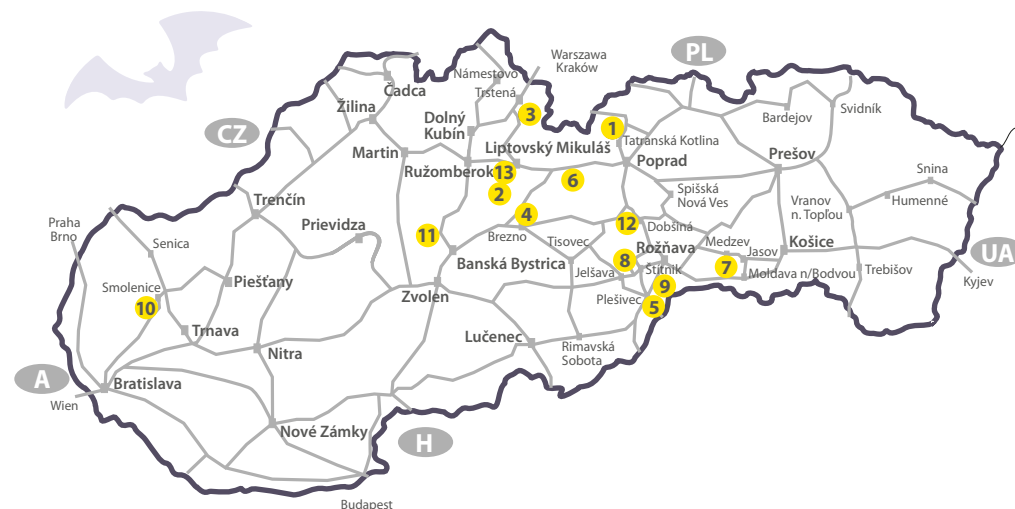 PL
Warszawa
Kraków
Námestovo
Trstená
Čadca
Svidník
Žilina
3
Bardejov
Dolný
Kubín
1
CZ
Tatranská Kotlina
Martin
Liptovský Mikuláš
Poprad
Prešov
Ružomberok
13
6
Snina
2
Spišská
Nová Ves
Humenné
Trenčín
Vranov
n. Topľou
Praha
Brno
Prievidza
4
12
Dobšiná
11
Brezno
Tisovec
Rožňava
Medzev
Jasov
Košice
UA
Senica
Banská Bystrica
8
Štítnik
7
Trebišov
Jelšava
Moldava n/Bodvou
Kyjev
Piešťany
Smolenice
Zvolen
9
10
Plešivec
5
Trnava
Lučenec
Rimavská
Sobota
Nitra
A
Bratislava
Wien
Nové Zámky
H
Budapest